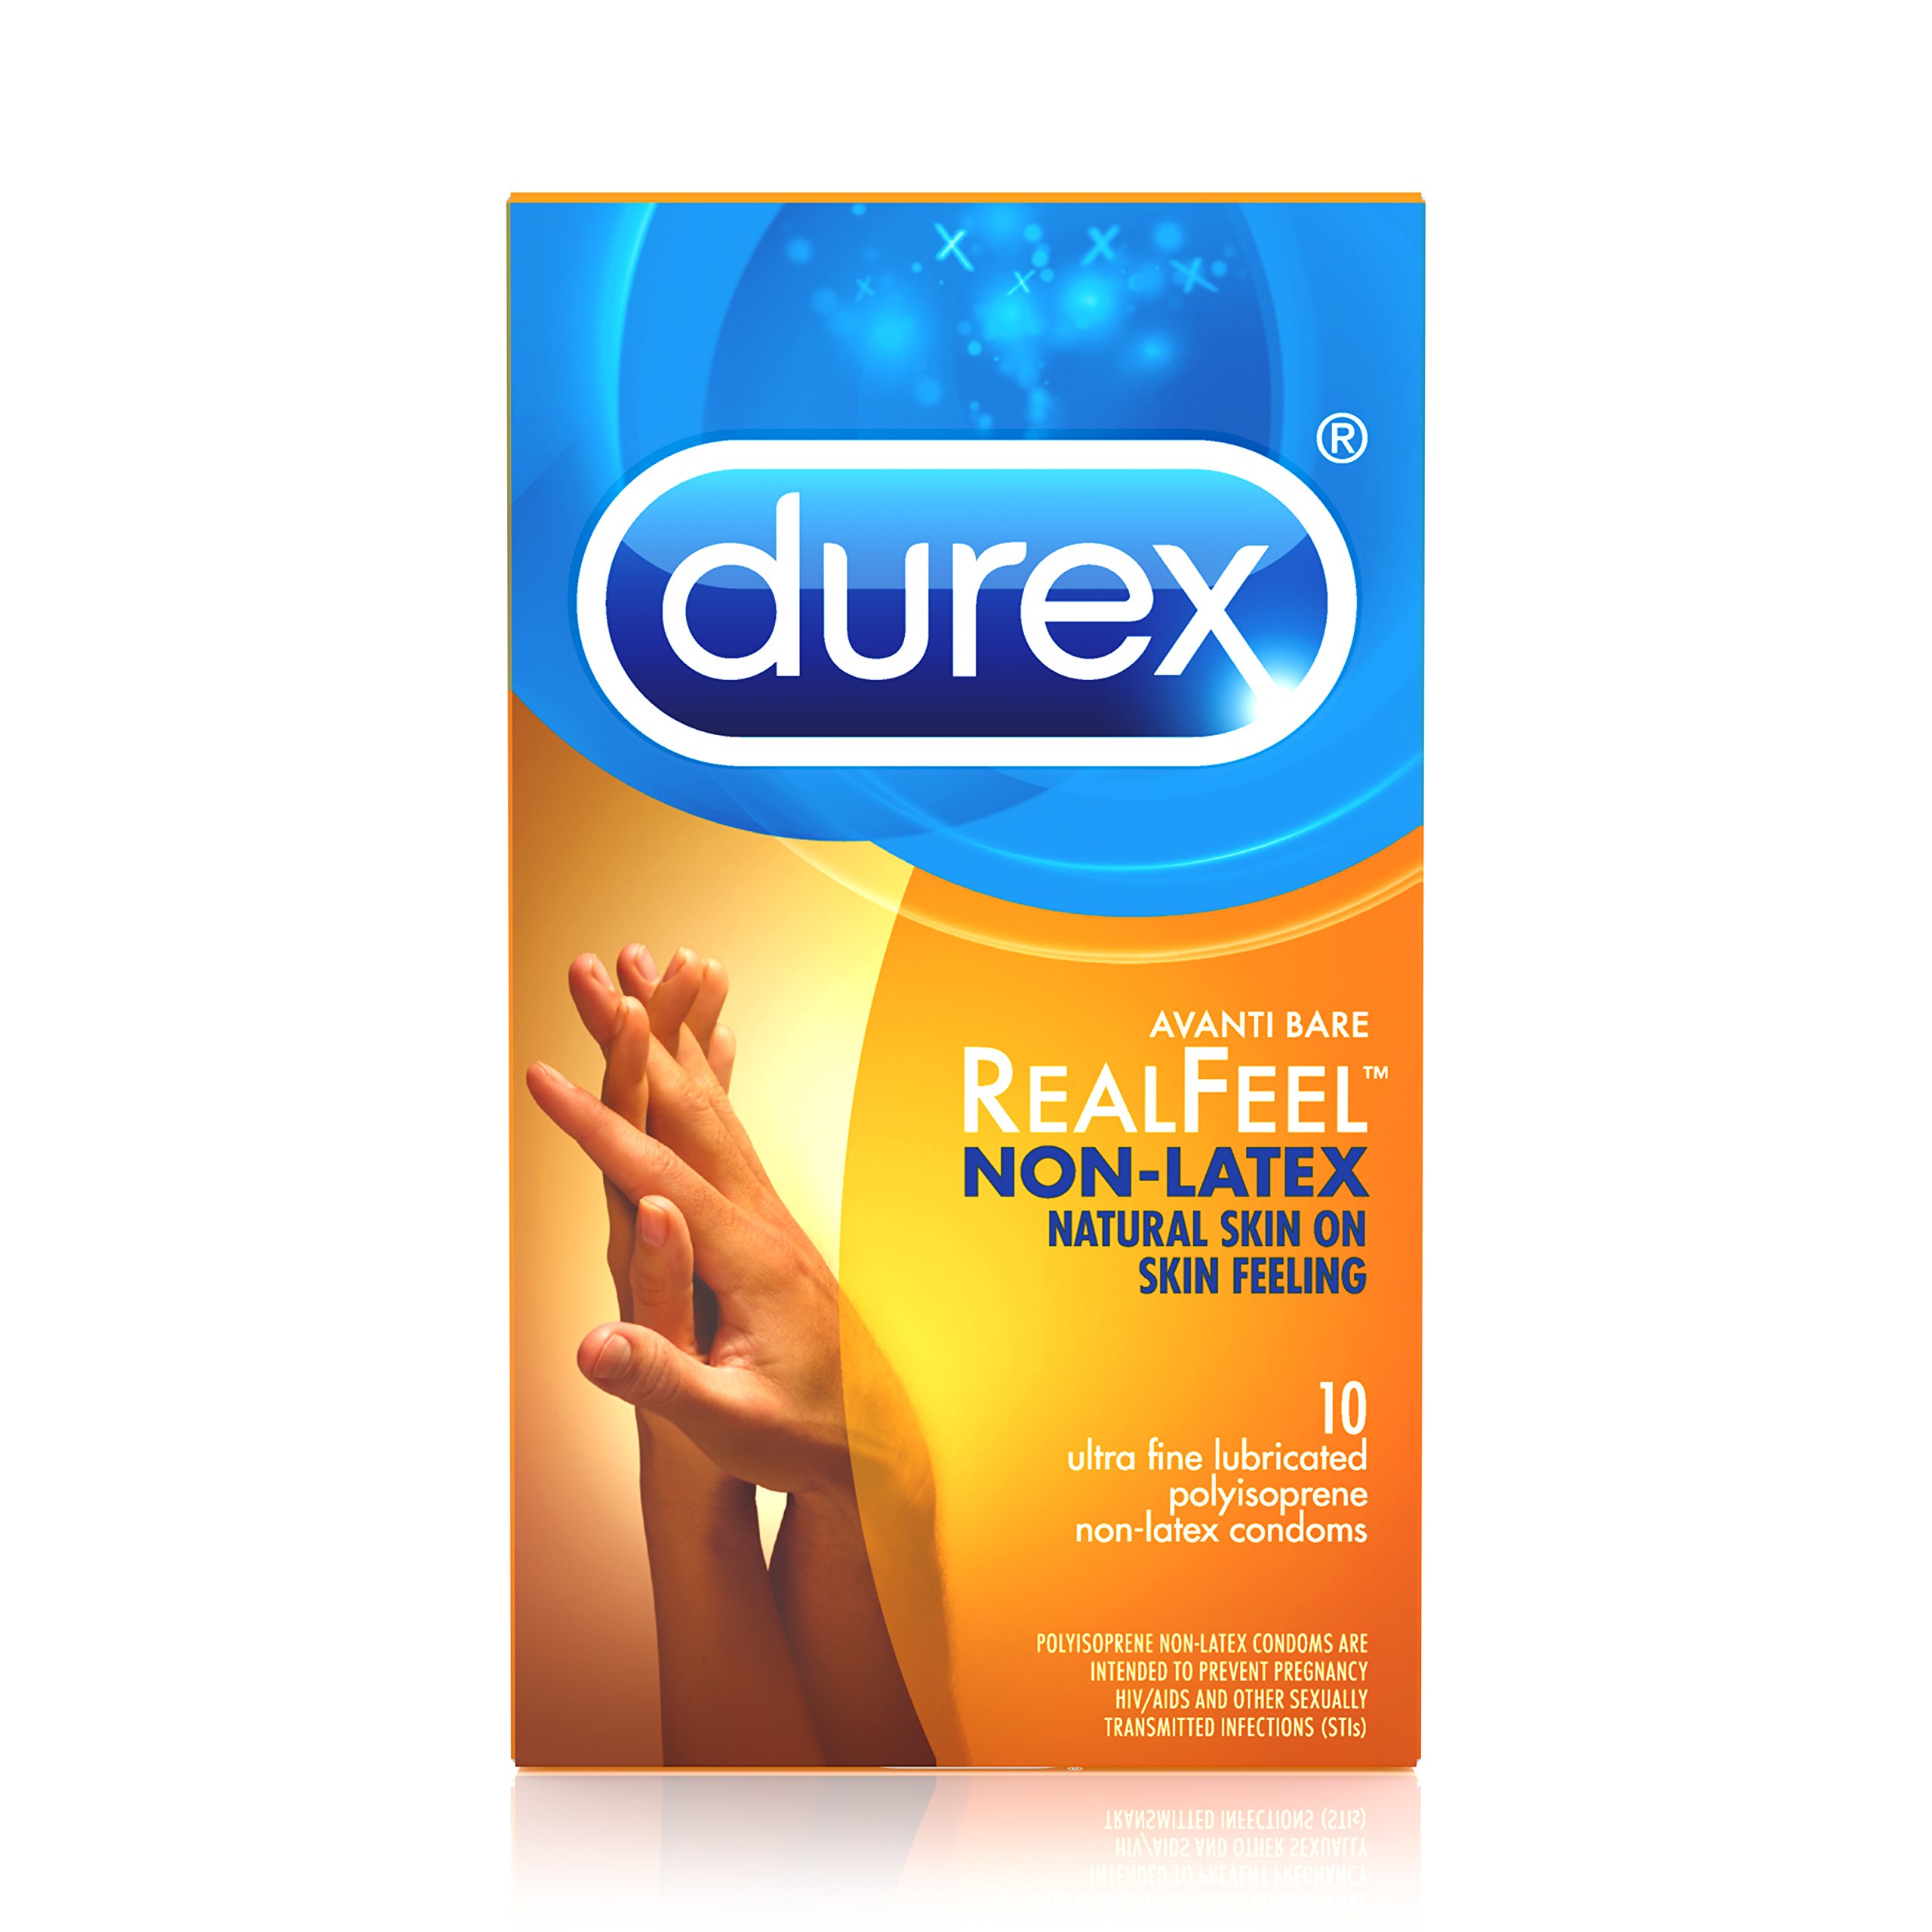 ®
durex
AVANTI BARE
REALFEEL™
NON-LATEX
NATURAL SKIN ON
SKIN FEELING
10
ultra fine lubricated
polyisoprene
non-latex condoms
POLYISOPRENE NON-LATEX CONDOMS ARE
INTENDED TO PREVENT PREGNANCY
HIV/AIDS AND OTHER SEXUALLY
TRANSMITTED INFECTIONS (STIs)